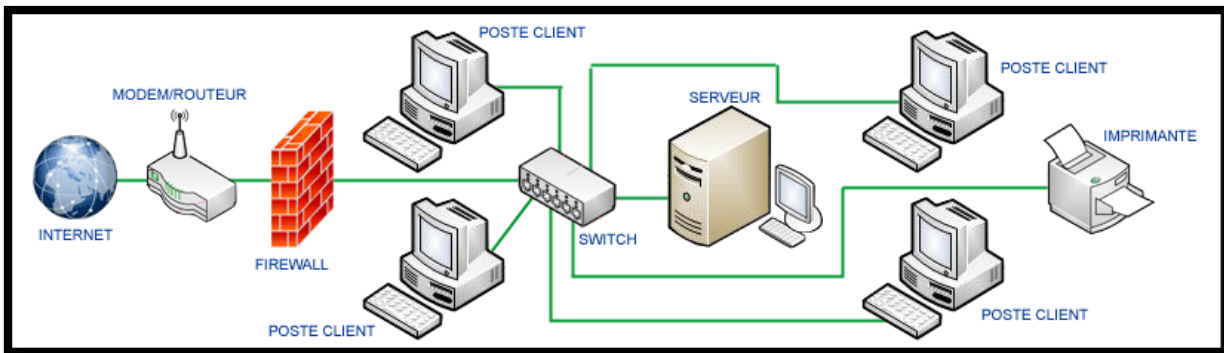 POSTE CLIENT
POSTE CLIENT
MODEM/ROUTEUR
SERVEUR
IMPRIMANTE
INTERNET
SWITCH
FIREWALL
POSTE CLIENT
POSTE CLIENT